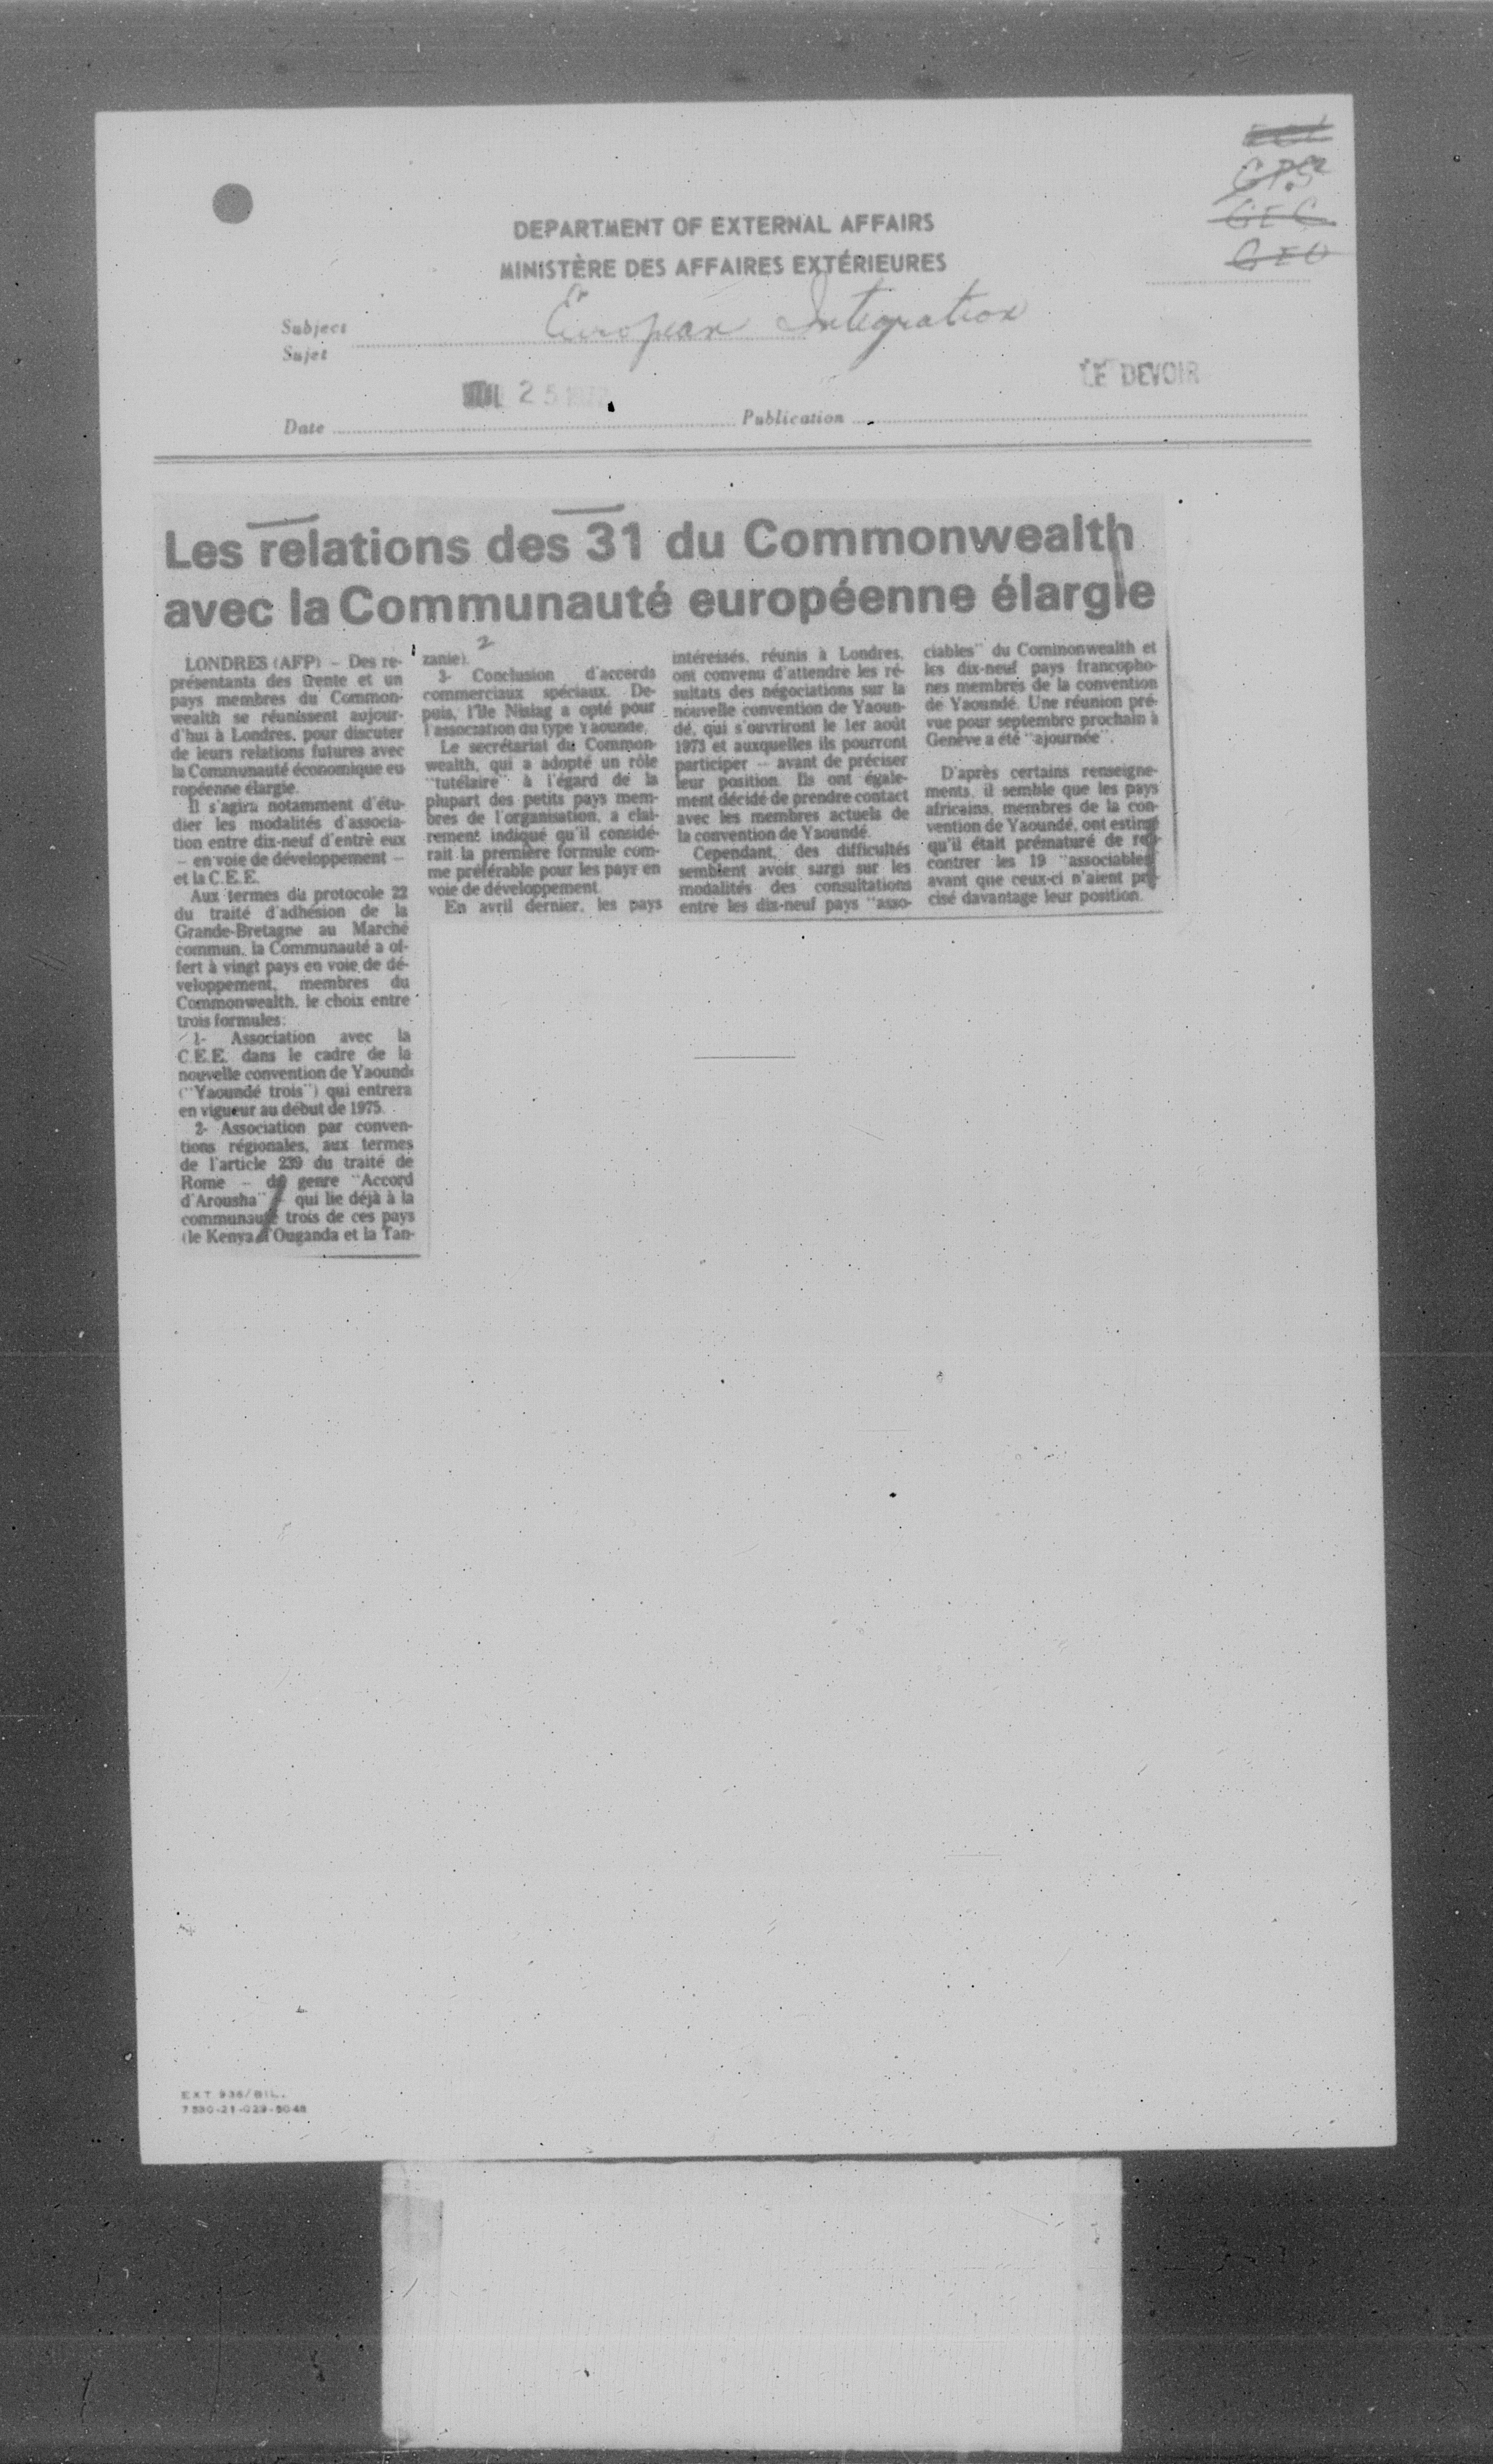 GPS
GEC
GEO
DEPARTMENT OF EXTERNAL AFFAIRS
MINISTÈRE DES AFFAIRES EXTÉRIEURES
Subject
Sujet
European Integration
25
LE DEVOIR
Date
Publication
Les relations des 31 du Commonwealth
avec la Communauté européenne élargie
LONDRES (AFP) – Des re-
présentants des trente et un
pays membres du Common-
wealth se réunissent aujour-
d'hui à Londres, pour discuter
de leurs relations futures avec
la Communauté économique eu
ropéenne élargie.
Il s'agira notamment d'étu-
dier les modalités d'associa-
tion entre dix-neuf d'entre eux
– en voie de développement –
et la C.E.E.
Aux termes du protocole 22
du traité d'adhésion de la
Grande-Bretagne au Marché
commun, la Communauté a of-
fert à vingt pays en voie de dé-
veloppement, membres du
Commonwealth, le choix entre
trois formules:
1- Association avec la
C.E.E. dans le cadre de la
nouvelle convention de Yaoundé
("Yaoundé trois") qui entrera
en vigueur au début de 1975.
2- Association par conven-
tions régionales, aux termes
de l'article 239 du traité de
Rome – du genre "Accord
d'Arousha" – qui lie déjà à la
communauté trois de ces pays
(le Kenya, l'Ouganda et la Tan-
2
zanie).
3- Conclusion d'accords
commerciaux spéciaux. De-
puis, l'île a opté pour
l'association du type Yaoundé.
Le secrétariat du Common-
wealth, qui a adopté un rôle
"tutélaire" à l'égard de la
plupart des petits pays mem-
bres de l'organisation, a clai-
rement indiqué qu'il considé-
rait la première formule com-
me préférable pour les pays en
voie de développement.
En avril dernier, les pays
intéressés, réunis à Londres,
ont convenu d'attendre les ré-
sultats des négociations sur la
nouvelle convention de Yaoun-
dé, qui s'ouvriront le 1er août
1973 et auxquelles ils pourront
participer – avant de préciser
leur position. Ils ont égale-
ment décidé de prendre contact
avec les membres actuels de
la convention de Yaoundé.
Cependant, des difficultés
semblent avoir surgi sur les
modalités des consultations
entre les dix-neuf pays "asso-
ciables" du Commonwealth et
les dix-neuf pays francopho-
nes membres de la convention
de Yaoundé. Une réunion pré-
vue pour septembre prochain à
Genève a été "ajournée".
D'après certains renseigne-
ments, il semble que les pays
africains, membres de la con-
vention de Yaoundé, ont estimé
qu'il était prématuré de ren-
contrer les 19 "associables"
avant que ceux-ci n'aient pré-
cisé davantage leur position.
EXT 936/BIL.
7530-21-029-5048